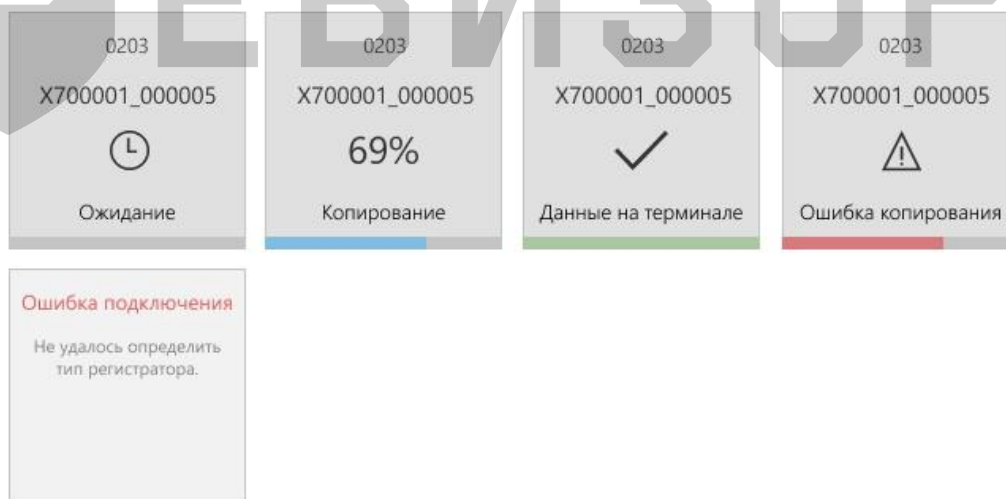 0203
X700001_000005
Ожидание
0203
X700001_000005
69%
Копирование
0203
X700001_000005
Данные на терминале
0203
X700001_000005
Ошибка копирования
Ошибка подключения
Не удалось определить
тип регистратора.